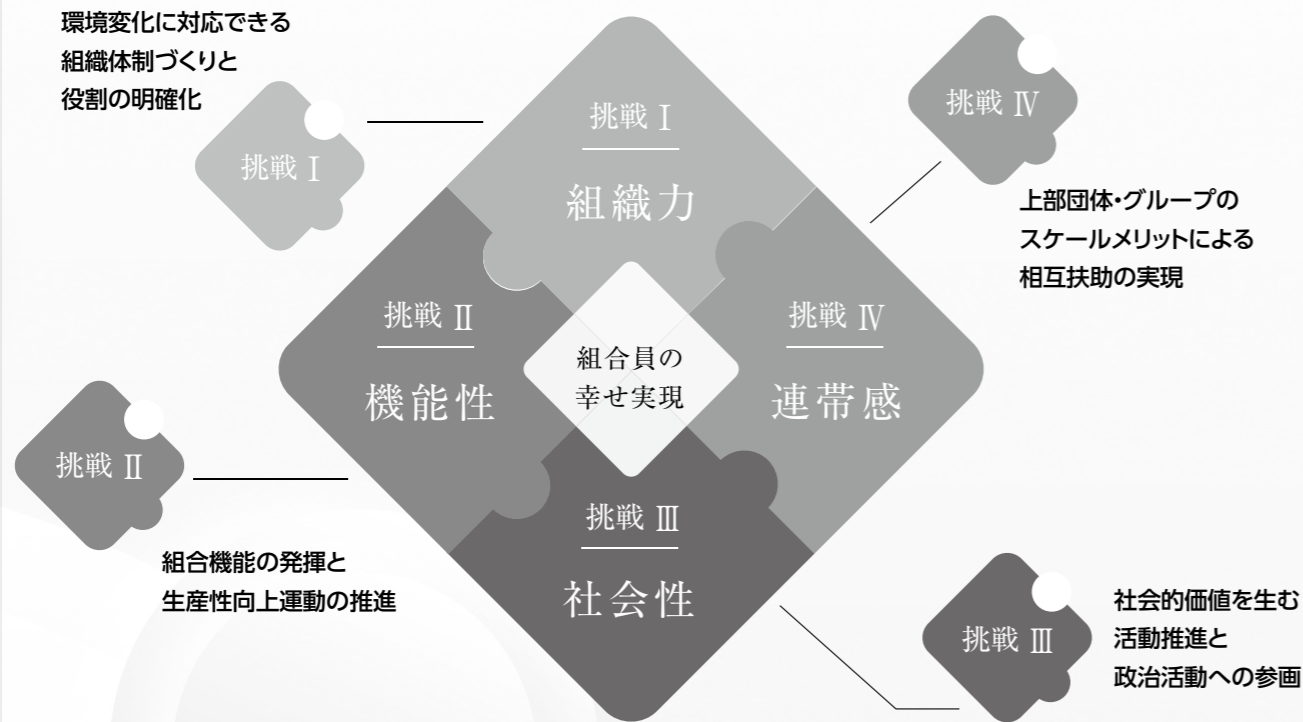 環境変化に対応できる
組織体制づくりと
役割の明確化
挑戦 Ⅰ
挑戦 Ⅰ
組織力
挑戦 Ⅳ
上部団体・グループの
スケールメリットによる
相互扶助の実現
挑戦 Ⅱ
機能性
組合員の
幸せ実現
挑戦 Ⅳ
連帯感
挑戦 Ⅱ
組合機能の発揮と
生産性向上運動の推進
挑戦 Ⅲ
社会性
挑戦 Ⅲ
社会的価値を生む
活動推進と
政治活動への参画